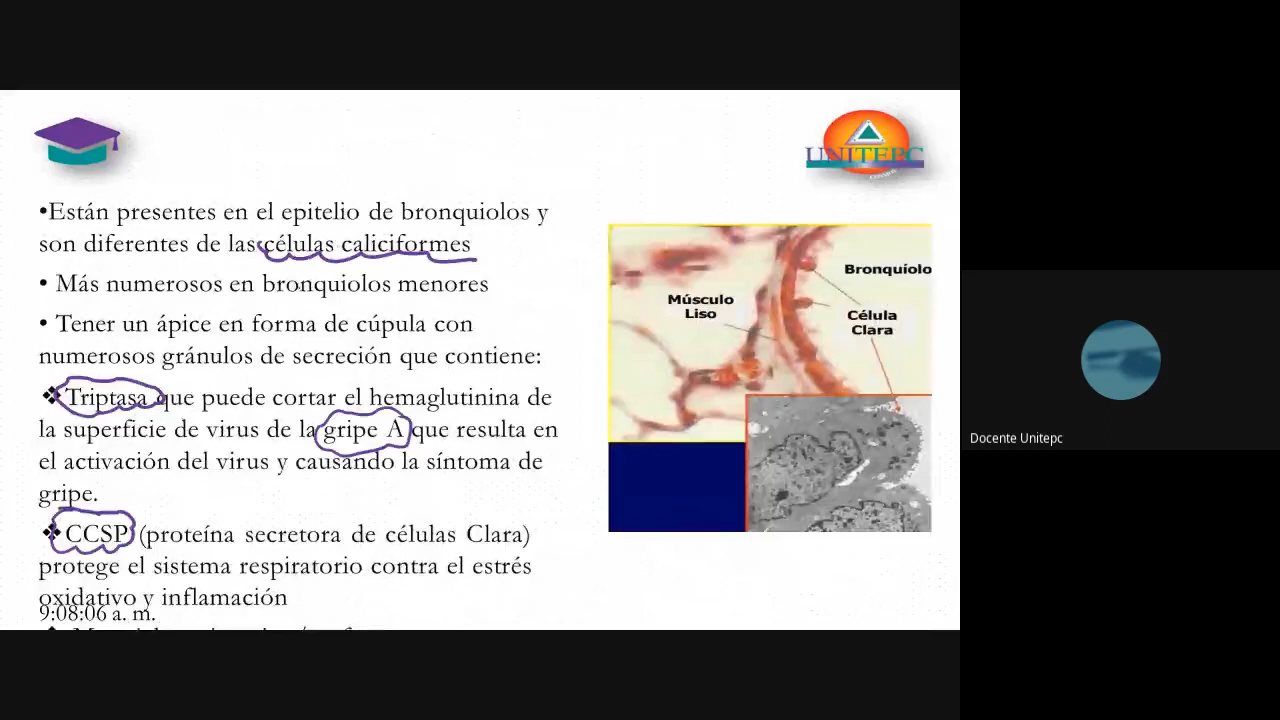 UNITEPC
•Están presentes en el epitelio de bronquiolos y
son diferentes de las células caliciformes
• Más numerosos en bronquiolos menores
• Tener un ápice en forma de cúpula con
numerosos gránulos de secreción que contiene:
❖Triptasa que puede cortar el hemaglutinina de
la superficie de virus de la gripe A que resulta en
el activación del virus y causando la síntoma de
gripe.
❖CCSP (proteína secretora de células Clara)
protege el sistema respiratorio contra el estrés
oxidativo y inflamación
9:08:06 a. m.
Bronquíolo
Músculo
Liso
Célula
Clara
Docente Unitepc